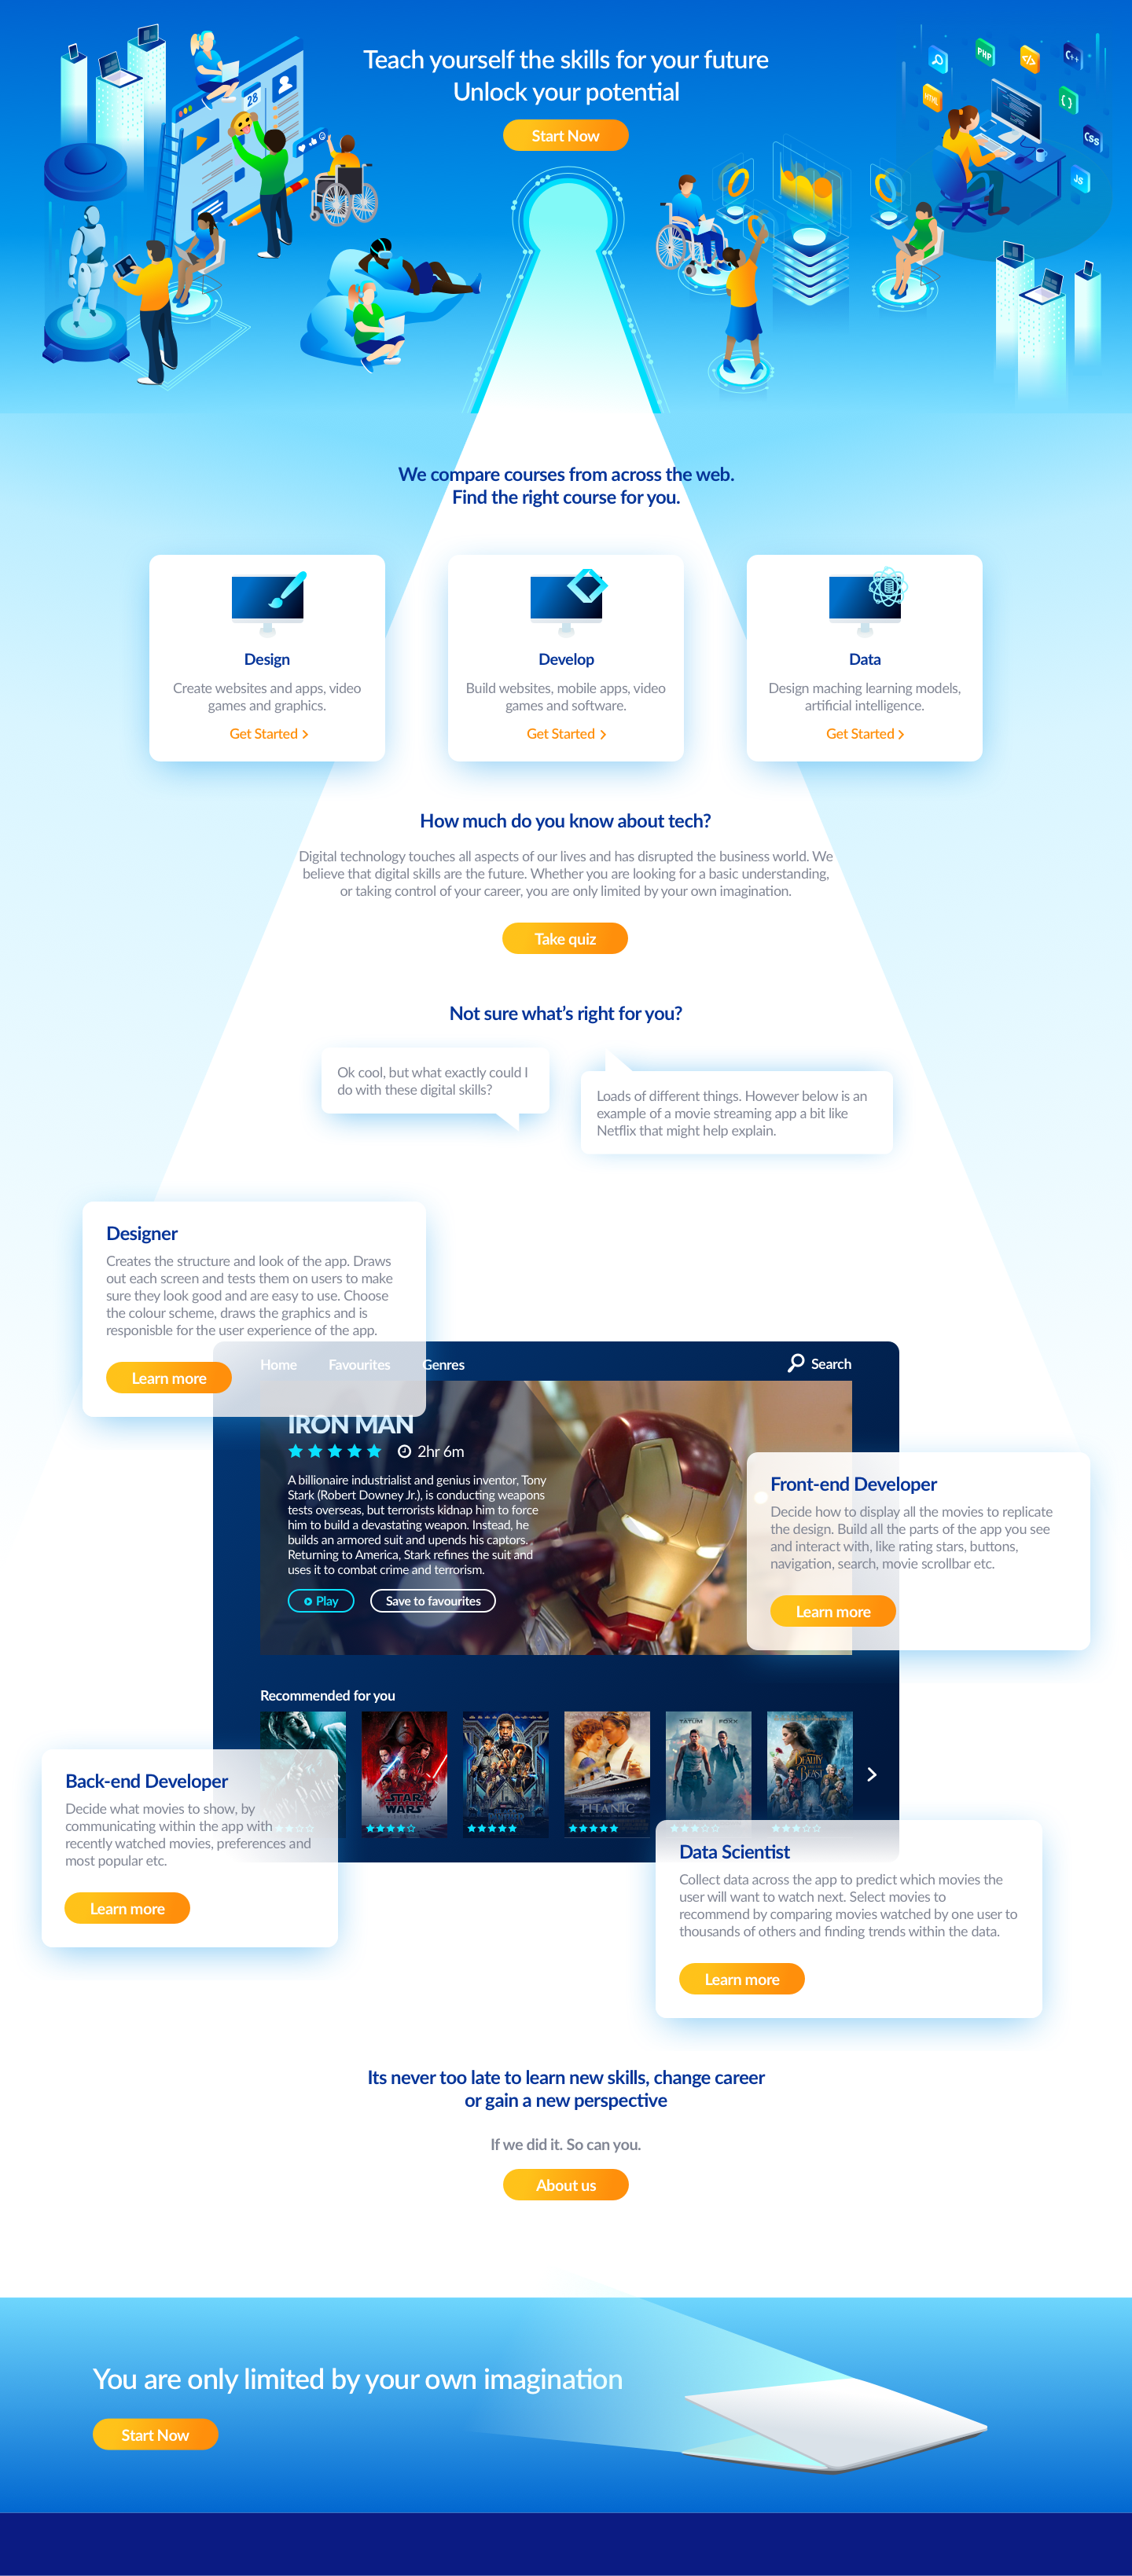 Teach yourself the skills for your future
Unlock your potential
Start Now
28
HTML
PHP
</>
C++
{ }
CSS
JS
We compare courses from across the web.
Find the right course for you.
Design
Create websites and apps, video
games and graphics.
Get Started >
Develop
Build websites, mobile apps, video
games and software.
Get Started >
Data
Design maching learning models,
artificial intelligence.
Get Started >
How much do you know about tech?
Digital technology touches all aspects of our lives and has disrupted the business world. We
believe that digital skills are the future. Whether you are looking for a basic understanding,
or taking control of your career, you are only limited by your own imagination.
Take quiz
Not sure what’s right for you?
Ok cool, but what exactly could I
do with these digital skills?
Loads of different things. However below is an
example of a movie streaming app a bit like
Netflix that might help explain.
Designer
Creates the structure and look of the app. Draws
out each screen and tests them on users to make
sure they look good and are easy to use. Choose
the colour scheme, draws the graphics and is
responisble for the user experience of the app.
Learn more
Home Favourites Genres Search
IRON MAN
2hr 6m
A billionaire industrialist and genius inventor, Tony
Stark (Robert Downey Jr.), is conducting weapons
tests overseas, but terrorists kidnap him to force
him to build a devastating weapon. Instead, he
builds an armored suit and upends his captors.
Returning to America, Stark refines the suit and
uses it to combat crime and terrorism.
Play
Save to favourites
Front-end Developer
Decide how to display all the movies to replicate
the design. Build all the parts of the app you see
and interact with, like rating stars, buttons,
navigation, search, movie scrollbar etc.
Learn more
Recommended for you
Potter
STAR
WARS
TITANIC
TATUM FOXX
BEAUTY
BEAST
Back-end Developer
Decide what movies to show, by
communicating within the app with
recently watched movies, preferences and
most popular etc.
Learn more
Data Scientist
Collect data across the app to predict which movies the
user will want to watch next. Select movies to
recommend by comparing movies watched by one user to
thousands of others and finding trends within the data.
Learn more
Its never too late to learn new skills, change career
or gain a new perspective
If we did it. So can you.
About us
You are only limited by your own imagination
Start Now